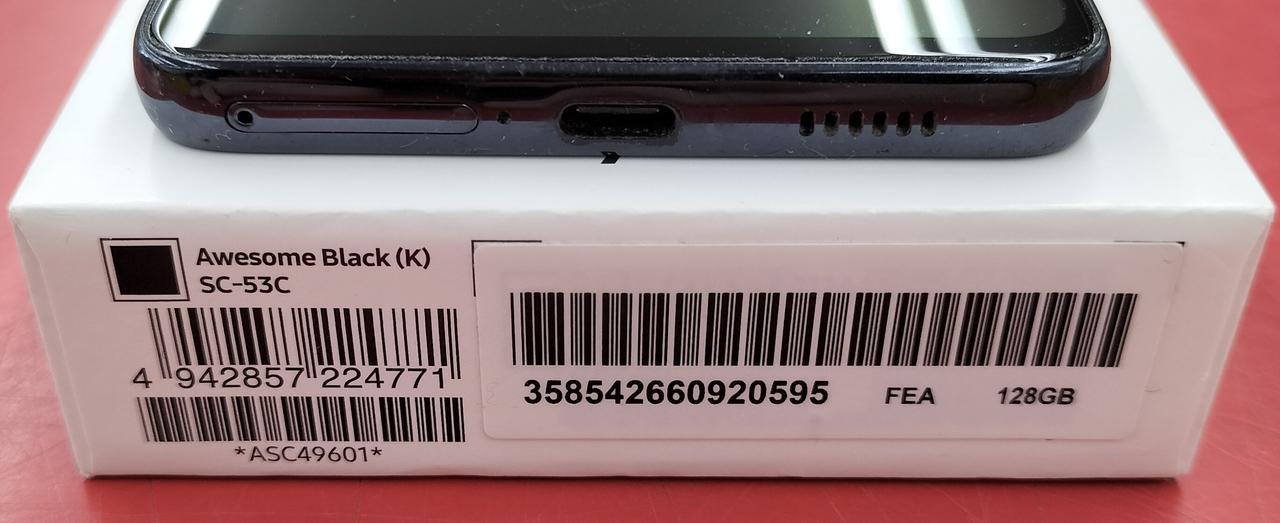 Awesome Black (K)
SC-53C
4 942857 224771
*ASC49601*
358542660920595 FEA 128GB